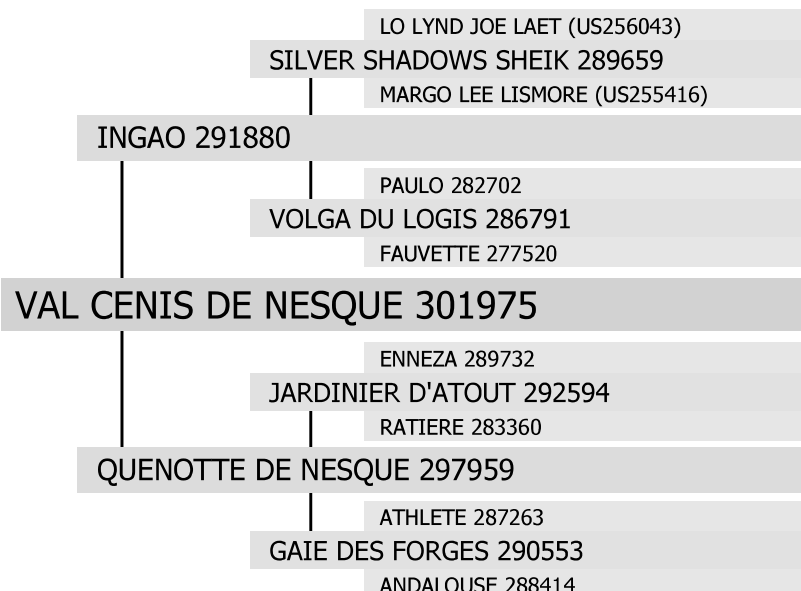 LO LYND JOE LAET (US256043)
SILVER SHADOWS SHEIK 289659
MARGO LEE LISMORE (US255416)
INGAO 291880
PAULO 282702
VOLGA DU LOGIS 286791
FAUVETTE 277520
VAL CENIS DE NESQUE 301975
ENNEZA 289732
JARDINIER D'ATOUT 292594
RATIERE 283360
QUENOTTE DE NESQUE 297959
ATHLETE 287263
GAIE DES FORGES 290553
ANDALOUSE 288414